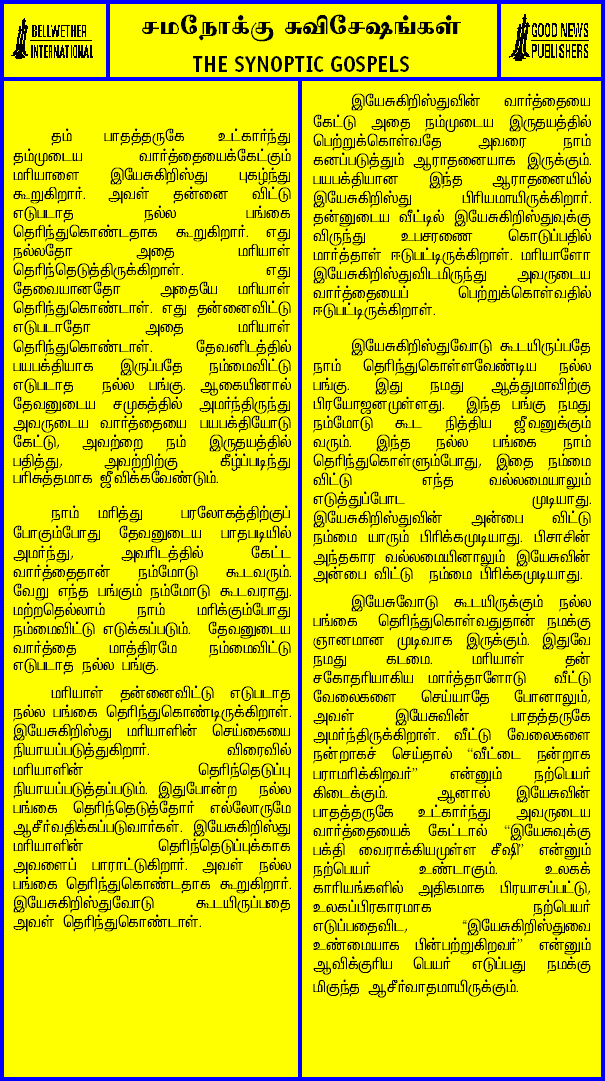 BELLWETHER
INTERNATIONAL
சமநோக்கு சுவிசேஷங்கள்
THE SYNOPTIC GOSPELS
GOOD NEWS
PUBLISHERS
தம் பாதத்தருகே உட்கார்ந்து
தம்முடைய வார்த்தையைக்கேட்கும்
மரியாளை இயேசுகிறிஸ்து புகழ்ந்து
கூறுகிறார். அவள் தன்னை விட்டு
எடுபடாத நல்ல பங்கை
தெரிந்துகொண்டதாக கூறுகிறார். எது
நல்லதோ அதை மரியாள்
தெரிந்தெடுத்திருக்கிறாள். எது
தேவையானதோ அதையே மரியாள்
தெரிந்துகொண்டாள். எது தன்னைவிட்டு
எடுபடாதோ அதை மரியாள்
தெரிந்துகொண்டாள். தேவனிடத்தில்
பயபக்தியாக இருப்பதே நம்மைவிட்டு
எடுபடாத நல்ல பங்கு. ஆகையினால்
தேவனுடைய சமுகத்தில் அமர்ந்திருந்து
அவருடைய வார்த்தையை பயபக்தியோடு
கேட்டு, அவற்றை நம் இருதயத்தில்
பதித்து, அவற்றிற்கு கீழ்ப்படிந்து
பரிசுத்தமாக ஜீவிக்கவேண்டும்.
நாம் மரித்து பரலோகத்திற்குப்
போகும்போது தேவனுடைய பாதபடியில்
அமர்ந்து, அவரிடத்தில் கேட்ட
வார்த்தைதான் நம்மோடு கூடவரும்.
வேறு எந்த பங்கும் நம்மோடு கூடவராது.
மற்றதெல்லாம் நாம் மரிக்கும்போது
நம்மைவிட்டு எடுக்கப்படும். தேவனுடைய
வார்த்தை மாத்திரமே நம்மைவிட்டு
எடுபடாத நல்ல பங்கு.
மரியாள் தன்னைவிட்டு எடுபடாத
நல்ல பங்கை தெரிந்துகொண்டிருக்கிறாள்.
இயேசுகிறிஸ்து மரியாளின் செய்கையை
நியாயப்படுத்துகிறார். விரைவில்
மரியாளின் தெரிந்தெடுப்பு
நியாயப்படுத்தப்படும். இதுபோன்ற நல்ல
பங்கை தெரிந்தெடுத்தோர் எல்லோருமே
ஆசீர்வதிக்கப்படுவார்கள். இயேசுகிறிஸ்து
மரியாளின் தெரிந்தெடுப்புக்காக
அவளைப் பாராட்டுகிறார். அவள் நல்ல
பங்கை தெரிந்துகொண்டதாக கூறுகிறார்.
இயேசுகிறிஸ்துவோடு கூடயிருப்பதை
அவள் தெரிந்துகொண்டாள்.
இயேசுகிறிஸ்துவின் வார்த்தையை
கேட்டு அதை நம்முடைய இருதயத்தில்
பெற்றுக்கொள்வதே அவரை நாம்
கனப்படுத்தும் ஆராதனையாக இருக்கும்.
பயபக்தியான இந்த ஆராதனையில்
இயேசுகிறிஸ்து பிரியமாயிருக்கிறார்.
தன்னுடைய வீட்டில் இயேசுகிறிஸ்துவுக்கு
விருந்து உபசரணை கொடுப்பதில்
மார்த்தாள் ஈடுபட்டிருக்கிறாள். மரியாளோ
இயேசுகிறிஸ்துவிடமிருந்து அவருடைய
வார்த்தையைப் பெற்றுக்கொள்வதில்
ஈடுபட்டிருக்கிறாள்.
இயேசுகிறிஸ்துவோடு கூடயிருப்பதே
நாம் தெரிந்துகொள்ளவேண்டிய நல்ல
பங்கு. இது நமது ஆத்துமாவிற்கு
பிரயோஜனமுள்ளது. இந்த பங்கு நமது
நம்மோடு கூட நித்திய ஜீவனுக்கும்
வரும். இந்த நல்ல பங்கை நாம்
தெரிந்துகொள்ளும்போது, இதை நம்மை
விட்டு எந்த வல்லமையாலும்
எடுத்துப்போட முடியாது.
இயேசுகிறிஸ்துவின் அன்பை விட்டு
நம்மை யாரும் பிரிக்கமுடியாது. பிசாசின்
அந்தகார வல்லமையினாலும் இயேசுவின்
அன்பை விட்டு நம்மை பிரிக்கமுடியாது.
இயேசுவோடு கூடயிருக்கும் நல்ல
பங்கை தெரிந்துகொள்வதுதான் நமக்கு
ஞானமான முடிவாக இருக்கும். இதுவே
நமது கடமை. மரியாள் தன்
சகோதரியாகிய மார்த்தாளோடு வீட்டு
வேலைகளை செய்யாதே போனாலும்,
அவள் இயேசுவின் பாதத்தருகே
அமர்ந்திருக்கிறாள். வீட்டு வேலைகளை
நன்றாகச் செய்தால் “வீட்டை நன்றாக
பராமரிக்கிறவர்” என்னும் நற்பெயர்
கிடைக்கும். ஆனால் இயேசுவின்
பாதத்தருகே உட்கார்ந்து அவருடைய
வார்த்தையைக் கேட்டால் “இயேசுவுக்கு
பக்தி வைராக்கியமுள்ள சீஷி” என்னும்
நற்பெயர் உண்டாகும். உலகக்
காரியங்களில் அதிகமாக பிரயாசப்பட்டு,
உலகப்பிரகாரமாக நற்பெயர்
எடுப்பதைவிட, “இயேசுகிறிஸ்துவை
உண்மையாக பின்பற்றுகிறவர்” என்னும்
ஆவிக்குரிய பெயர் எடுப்பது நமக்கு
மிகுந்த ஆசீர்வாதமாயிருக்கும்.